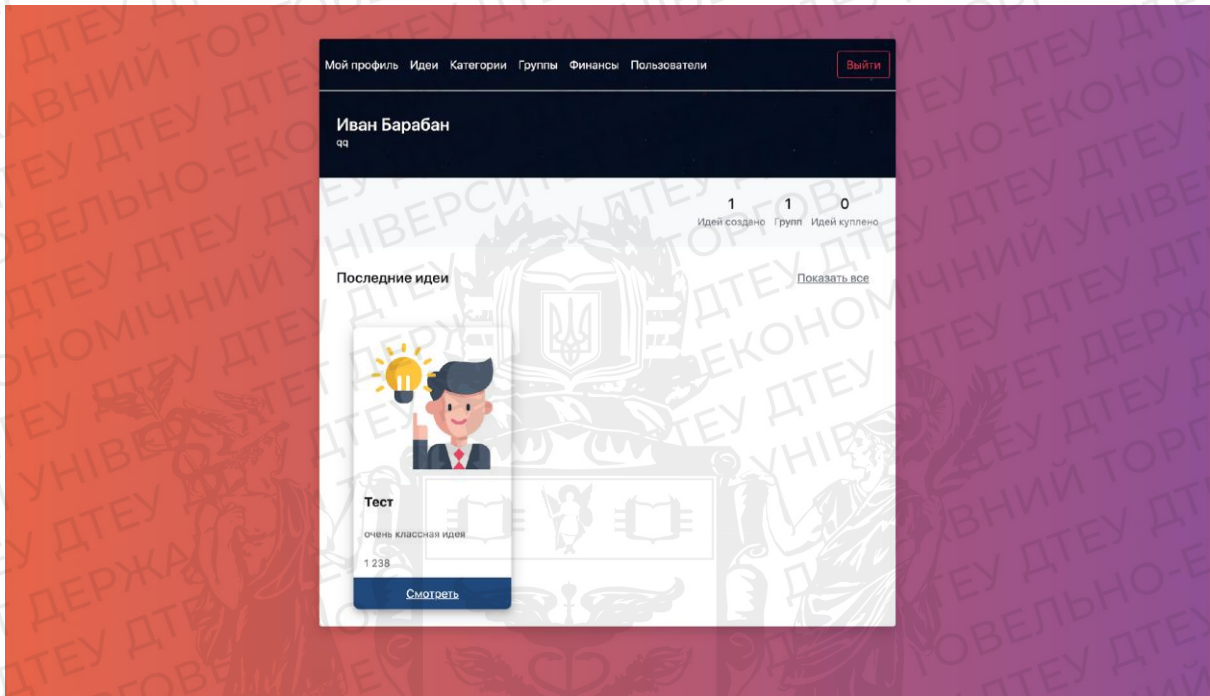 Мой профиль Идеи Категории Группы Финансы Пользователи Выйти
Иван Барабан
qq
1 1 0
Идей создано Групп Идей куплено
Последние идеи Показать все
Тест
очень классная идея
1 238
Смотреть